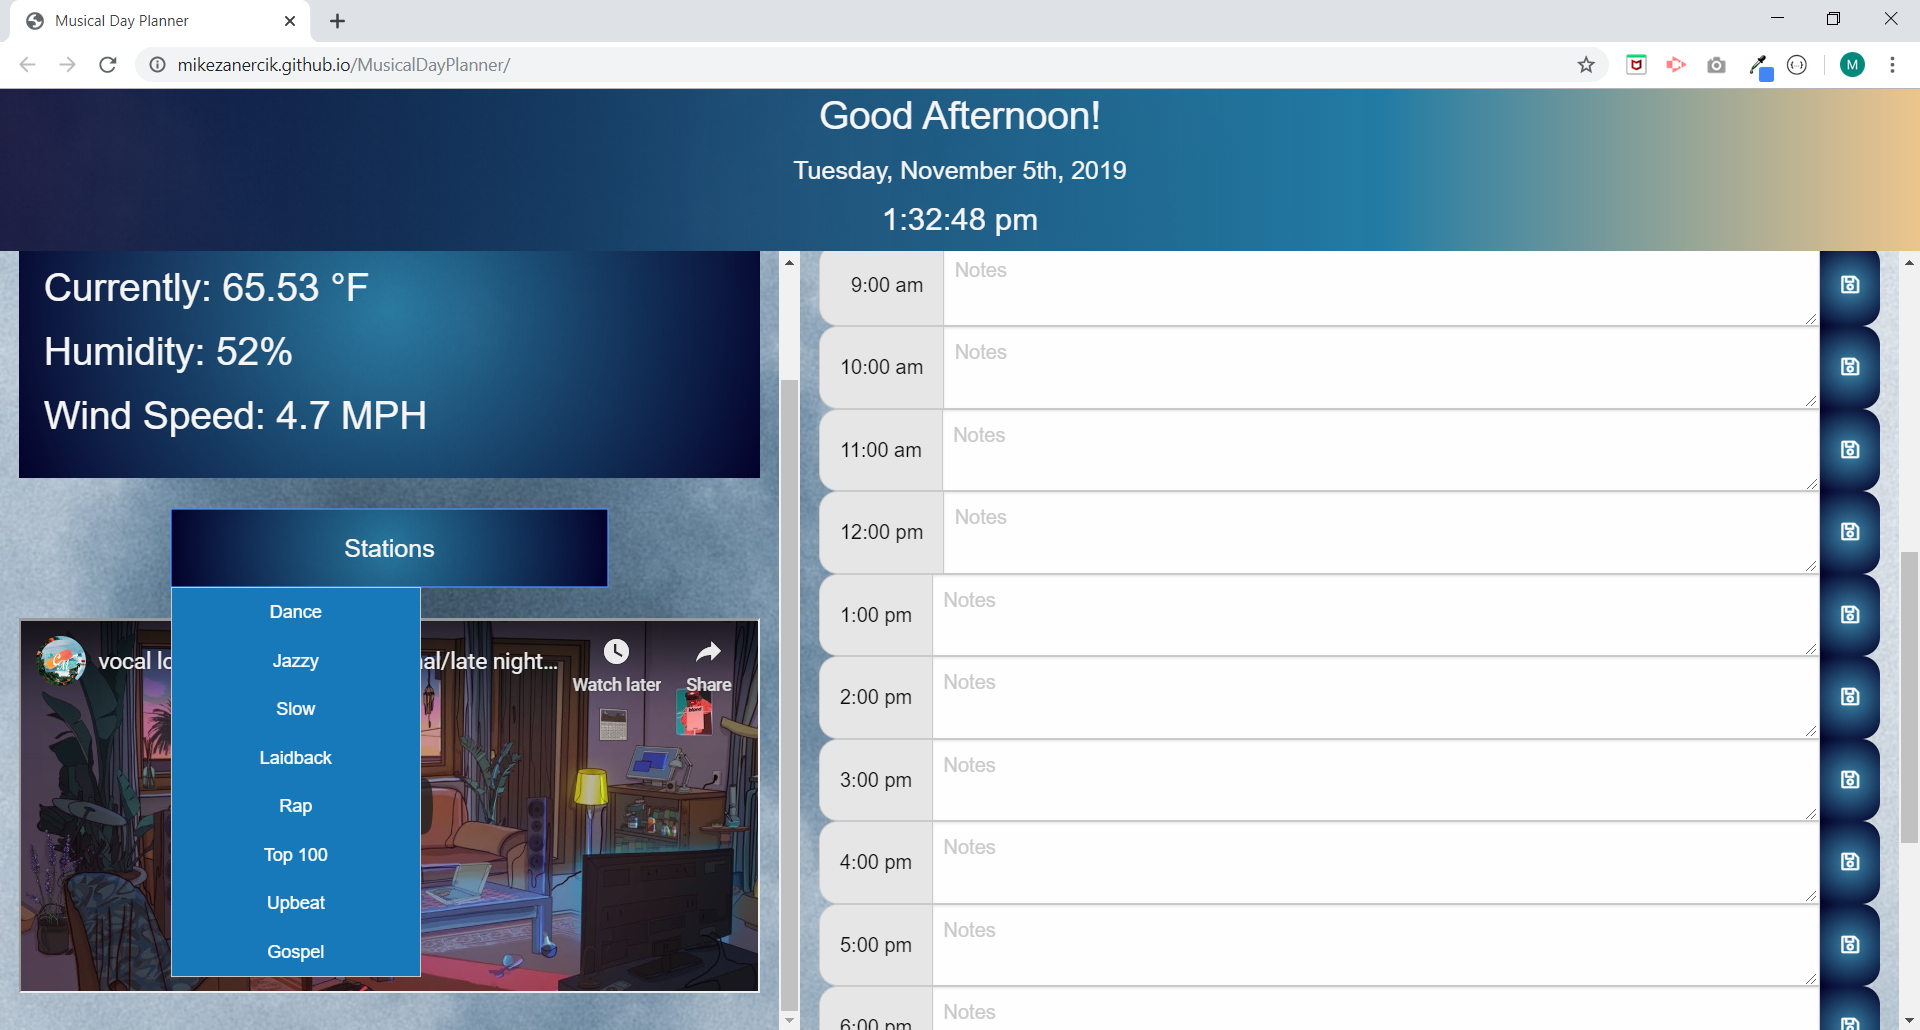 Musical Day Planner
mikezanercik.github.io/MusicalDayPlanner/
M
Good Afternoon!
Tuesday, November 5th, 2019
1:32:48 pm
Currently: 65.53 °F
Humidity: 52%
Wind Speed: 4.7 MPH
Stations
Dance
Jazzy
Slow
Laidback
Rap
Top 100
Upbeat
Gospel
vocal lo
al/late night...
Watch later
Share
9:00 am
Notes
10:00 am
Notes
11:00 am
Notes
12:00 pm
Notes
1:00 pm
Notes
2:00 pm
Notes
3:00 pm
Notes
4:00 pm
Notes
5:00 pm
Notes
6:00 pm
Notes